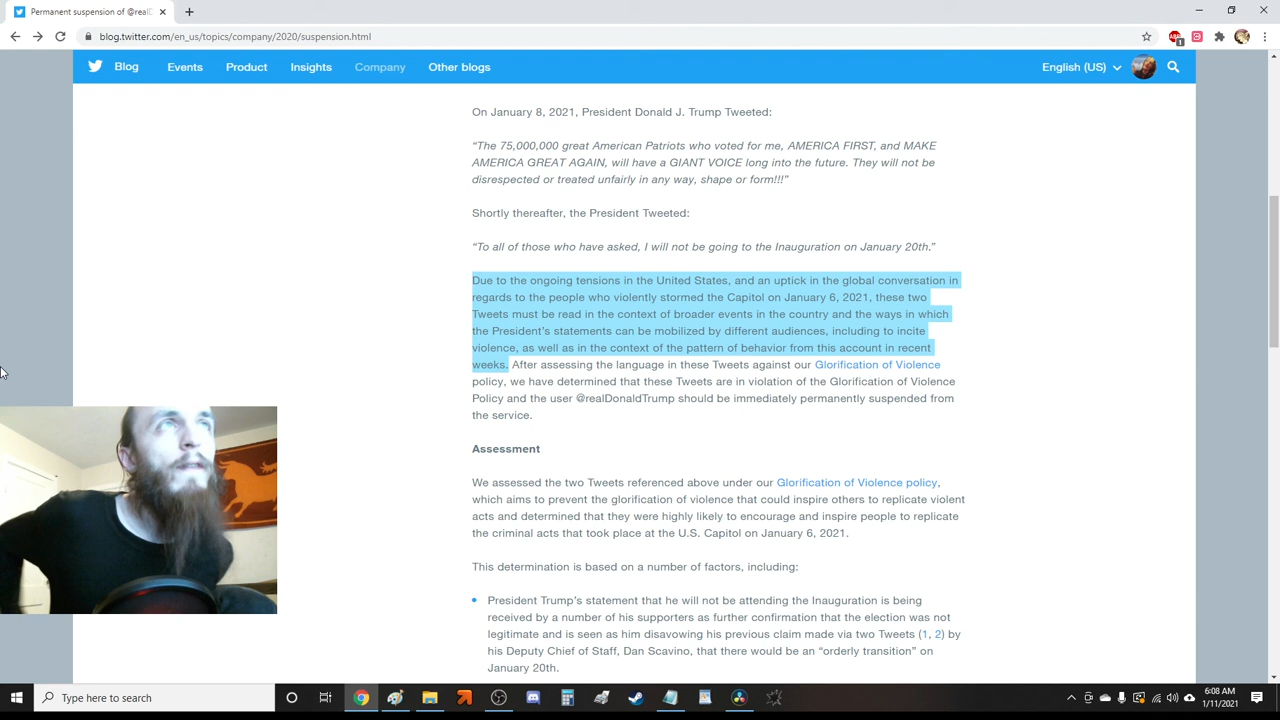 Permanent suspension of @realD
blog.twitter.com/en_us/topics/company/2020/suspension.html
1
Blog Events Product Insights Company Other blogs English (US)
On January 8, 2021, President Donald J. Trump Tweeted:
“The 75,000,000 great American Patriots who voted for me, AMERICA FIRST, and MAKE
AMERICA GREAT AGAIN, will have a GIANT VOICE long into the future. They will not be
disrespected or treated unfairly in any way, shape or form!!!”
Shortly thereafter, the President Tweeted:
“To all of those who have asked, I will not be going to the Inauguration on January 20th.”
Due to the ongoing tensions in the United States, and an uptick in the global conversation in
regards to the people who violently stormed the Capitol on January 6, 2021, these two
Tweets must be read in the context of broader events in the country and the ways in which
the President’s statements can be mobilized by different audiences, including to incite
violence, as well as in the context of the pattern of behavior from this account in recent
weeks. After assessing the language in these Tweets against our Glorification of Violence
policy, we have determined that these Tweets are in violation of the Glorification of Violence
Policy and the user @realDonaldTrump should be immediately permanently suspended from
the service.
Assessment
We assessed the two Tweets referenced above under our Glorification of Violence policy,
which aims to prevent the glorification of violence that could inspire others to replicate violent
acts and determined that they were highly likely to encourage and inspire people to replicate
the criminal acts that took place at the U.S. Capitol on January 6, 2021.
This determination is based on a number of factors, including:
President Trump’s statement that he will not be attending the Inauguration is being
received by a number of his supporters as further confirmation that the election was not
legitimate and is seen as him disavowing his previous claim made via two Tweets (1, 2) by
his Deputy Chief of Staff, Dan Scavino, that there would be an “orderly transition” on
January 20th.
Type here to search
6:08 AM
1/11/2021